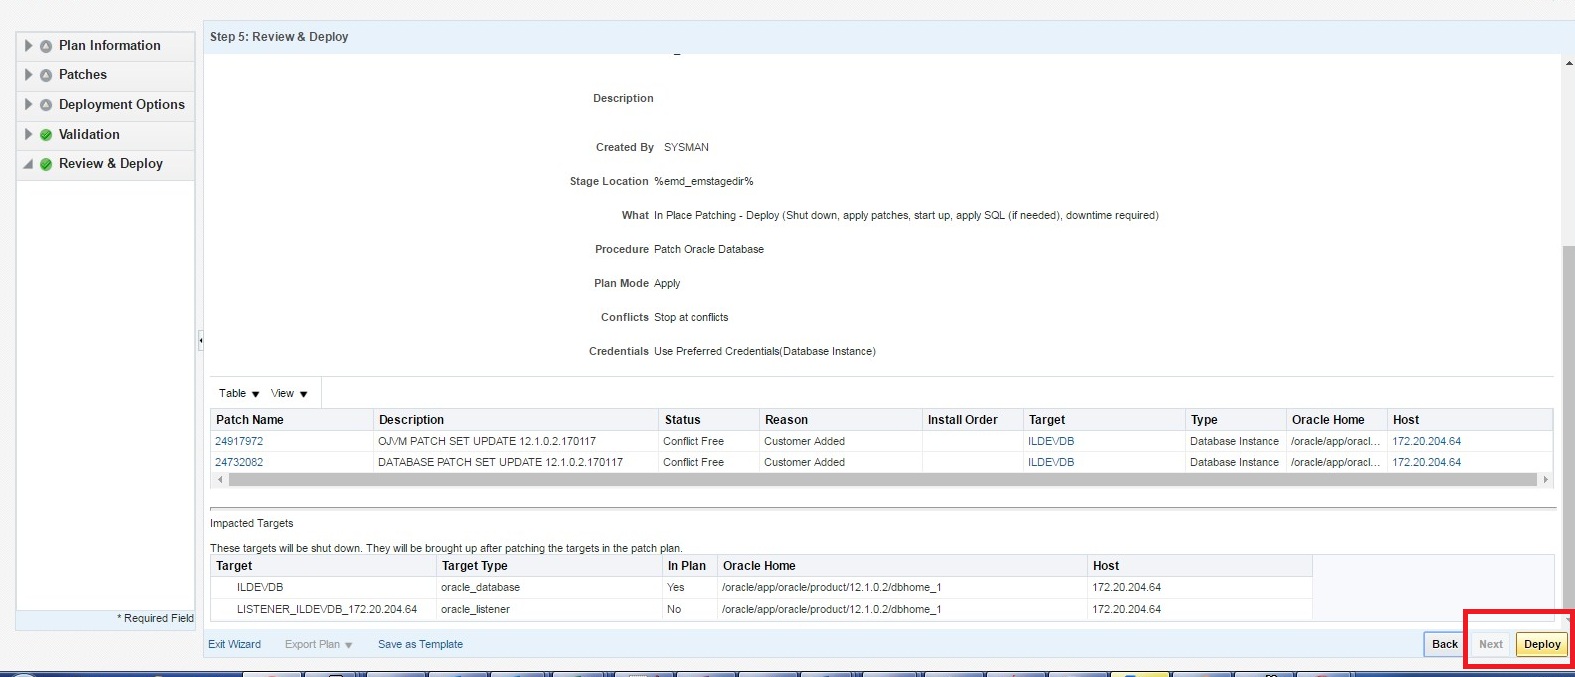 Step 5: Review & Deploy
Plan Information
Patches
Deployment Options
Validation
Review & Deploy
* Required Field
Description
Created By SYSMAN
Stage Location %emd_emstagedir%
What In Place Patching - Deploy (Shut down, apply patches, start up, apply SQL (if needed), downtime required)
Procedure Patch Oracle Database
Plan Mode Apply
Conflicts Stop at conflicts
Credentials Use Preferred Credentials(Database Instance)
Table View
Patch Name Description Status Reason Install Order Target Type Oracle Home Host
24917972 OJVM PATCH SET UPDATE 12.1.0.2.170117 Conflict Free Customer Added ILDEVDB Database Instance /oracle/app/oracl... 172.20.204.64
24732082 DATABASE PATCH SET UPDATE 12.1.0.2.170117 Conflict Free Customer Added ILDEVDB Database Instance /oracle/app/oracl... 172.20.204.64
Impacted Targets
These targets will be shut down. They will be brought up after patching the targets in the patch plan.
Target Target Type In Plan Oracle Home Host
ILDEVDB oracle_database Yes /oracle/app/oracle/product/12.1.0.2/dbhome_1 172.20.204.64
LISTENER_ILDEVDB_172.20.204.64 oracle_listener No /oracle/app/oracle/product/12.1.0.2/dbhome_1 172.20.204.64
Exit Wizard Export Plan Save as Template Back Next Deploy